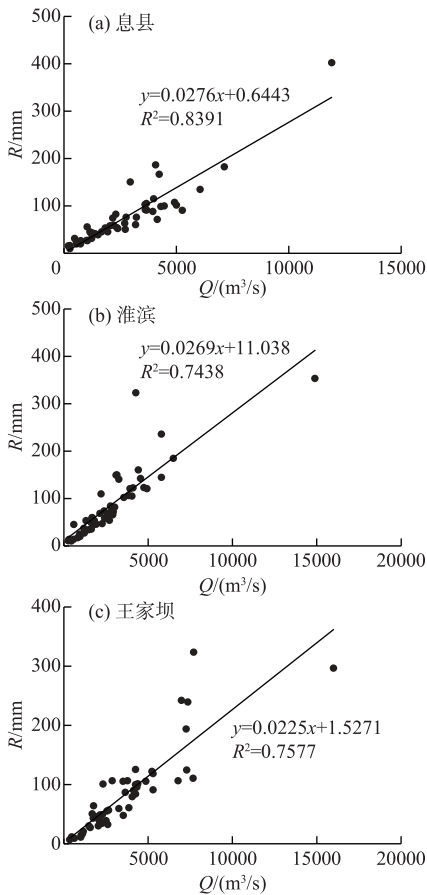 500
(a) 息县
400
y=0.0276x+0.6443
R²=0.8391
300
R/mm
200
100
0 5000 10000 15000
Q/(m³/s)
500
(b) 淮滨
400
y=0.0269x+11.038
R²=0.7438
300
R/mm
200
100
0
0 5000 10000 15000 20000
Q/(m³/s)
400
(c) 王家坝
300
y=0.0225x+1.5271
R²=0.7577
R/mm
200
100
0
0 5000 10000 15000 20000
Q/(m³/s)